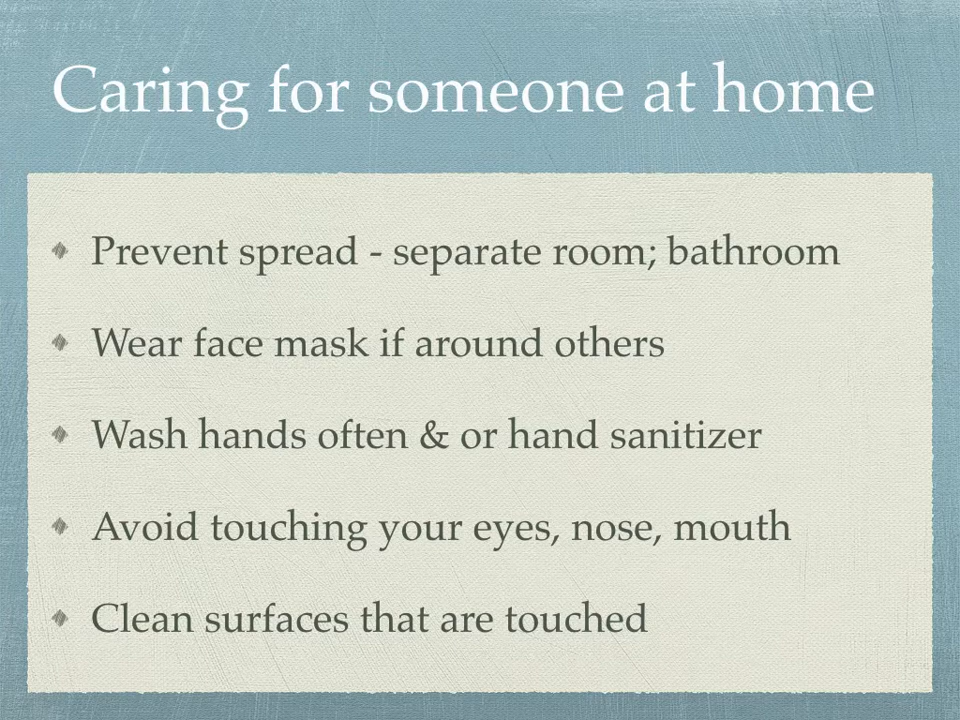 Caring for someone at home
Prevent spread - separate room; bathroom
Wear face mask if around others
Wash hands often & or hand sanitizer
Avoid touching your eyes, nose, mouth
Clean surfaces that are touched